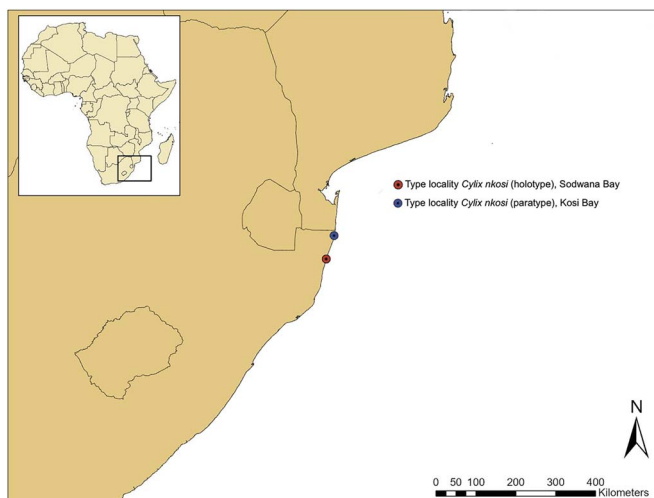 Type locality Cylix nkosi (holotype), Sodwana Bay
Type locality Cylix nkosi (paratype), Kosi Bay
N
0 50 100 200 300 400
Kilometers